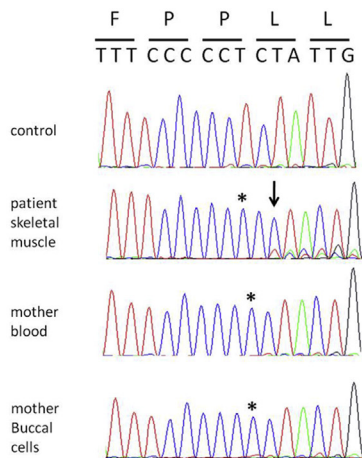 F P P L L
TTT CCC CCT CTA TTG
control
patient
skeletal
muscle
*
mother
blood
*
mother
Buccal
cells
*